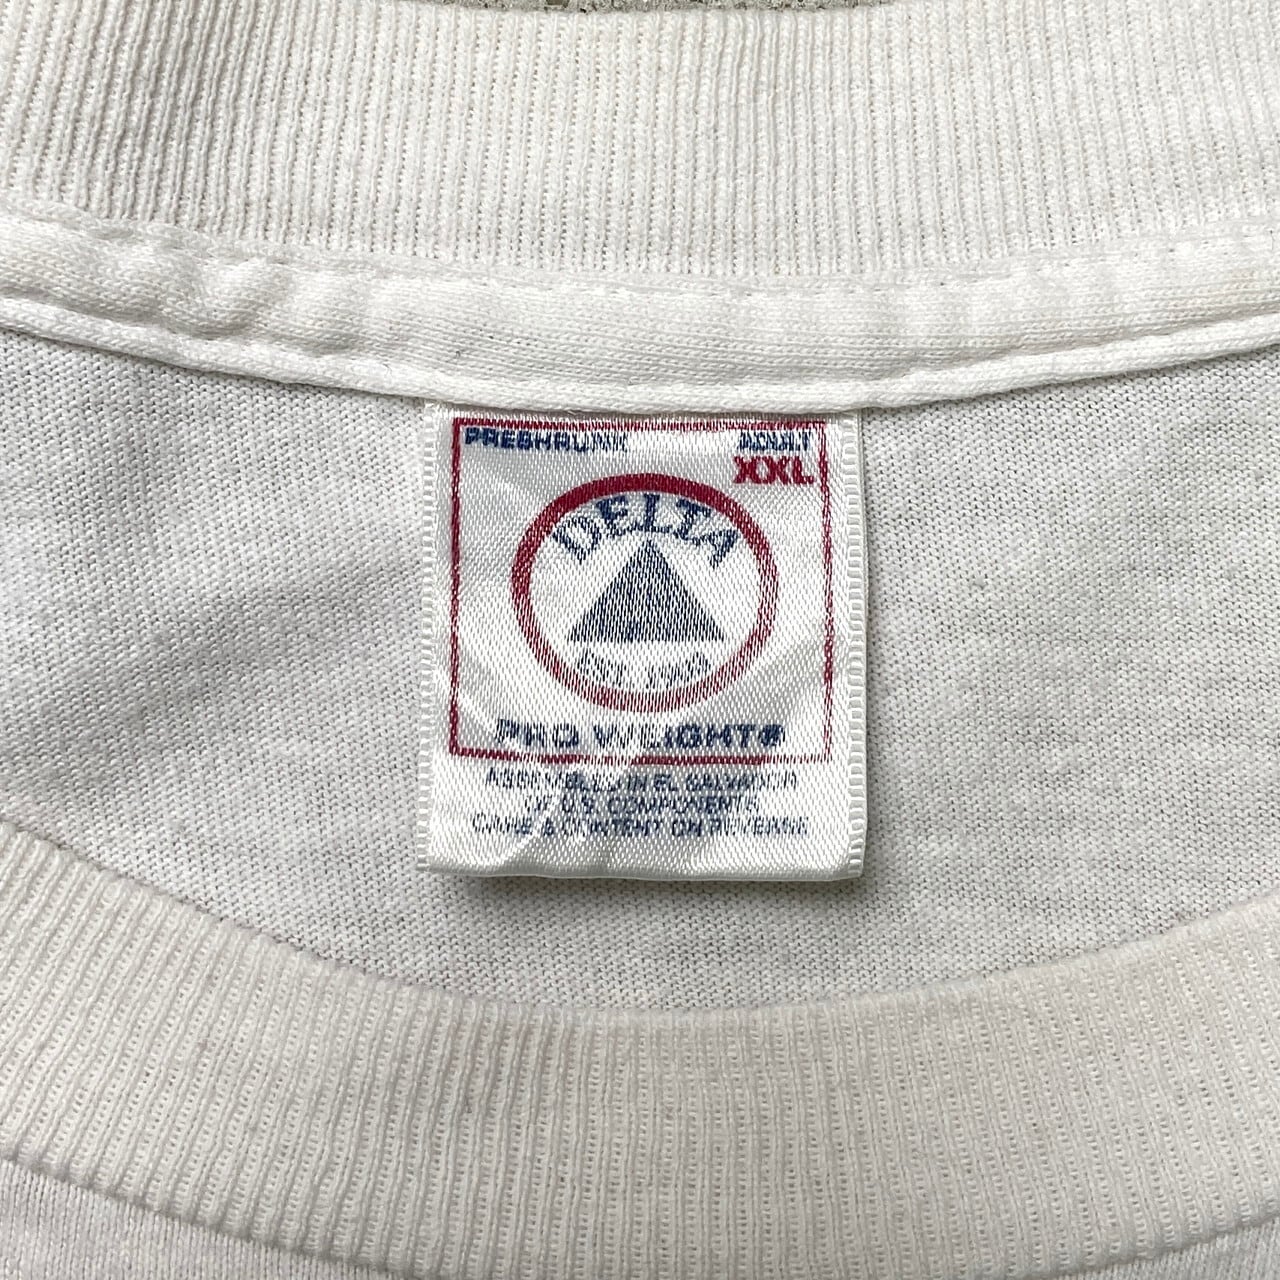 PRESHRUNK ADULT
XXL
DELTA
PRO WEIGHT®
ASSEMBLED IN EL SALVADOR
OF U.S. COMPONENTS
CARE & CONTENT ON REVERSE